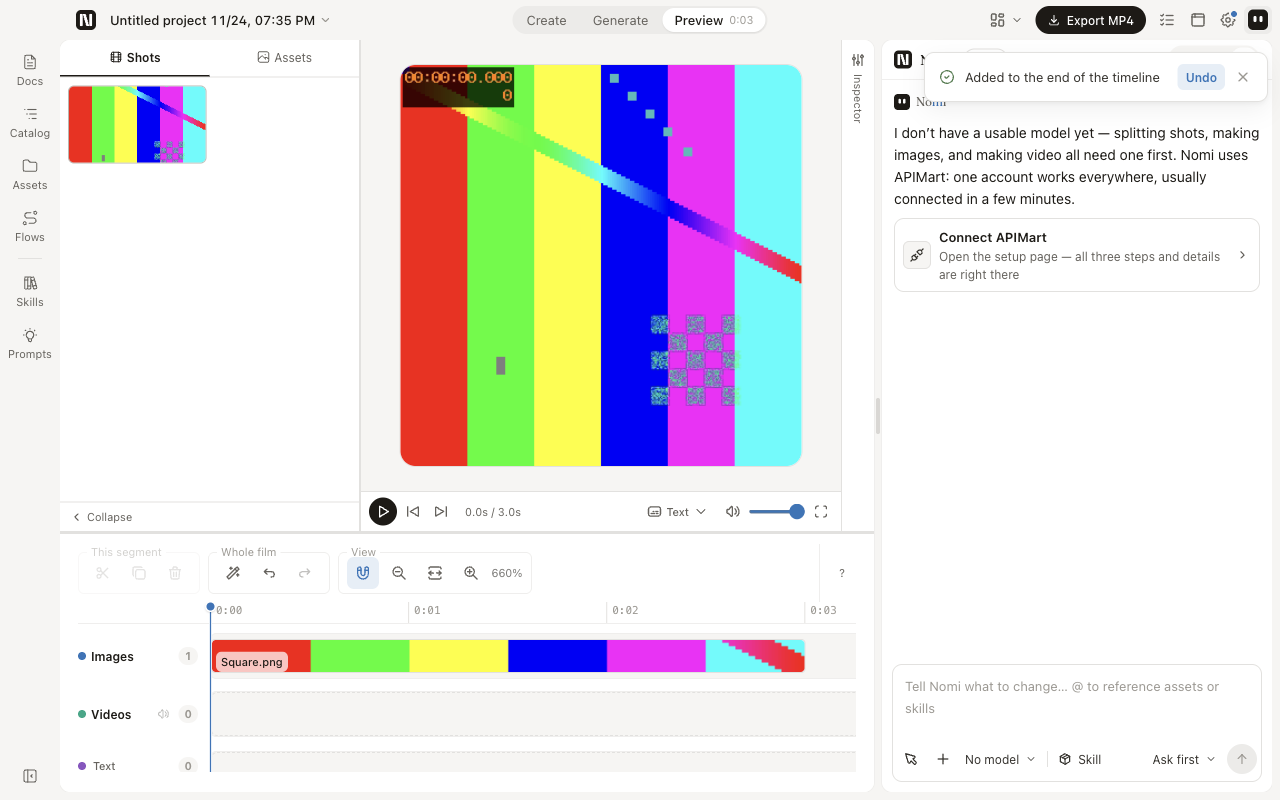 Untitled project 11/24, 07:35 PM
Create
Generate
Preview 0:03
Export MP4
Docs
Catalog
Assets
Flows
Skills
Prompts
Shots
Assets
Collapse
00:00:00.000
0
Inspector
0.0s / 3.0s
Text
Added to the end of the timeline
Undo
Nomi
I don't have a usable model yet — splitting shots, making
images, and making video all need one first. Nomi uses
APIMart: one account works everywhere, usually
connected in a few minutes.
Connect APIMart
Open the setup page — all three steps and details
are right there
This segment
Whole film
View
660%
?
0:00
0:01
0:02
0:03
Images
1
Square.png
Videos
0
Text
0
Tell Nomi what to change... @ to reference assets or
skills
No model
Skill
Ask first